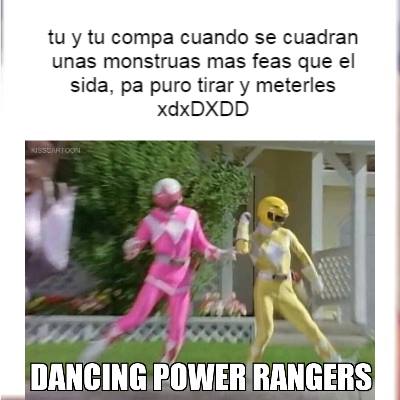 tu y tu compa cuando se cuadran
unas monstruas mas feas que el
sida, pa puro tirar y meterles
xdxDXDD
KISSCARTOON
DANCING POWER RANGERS